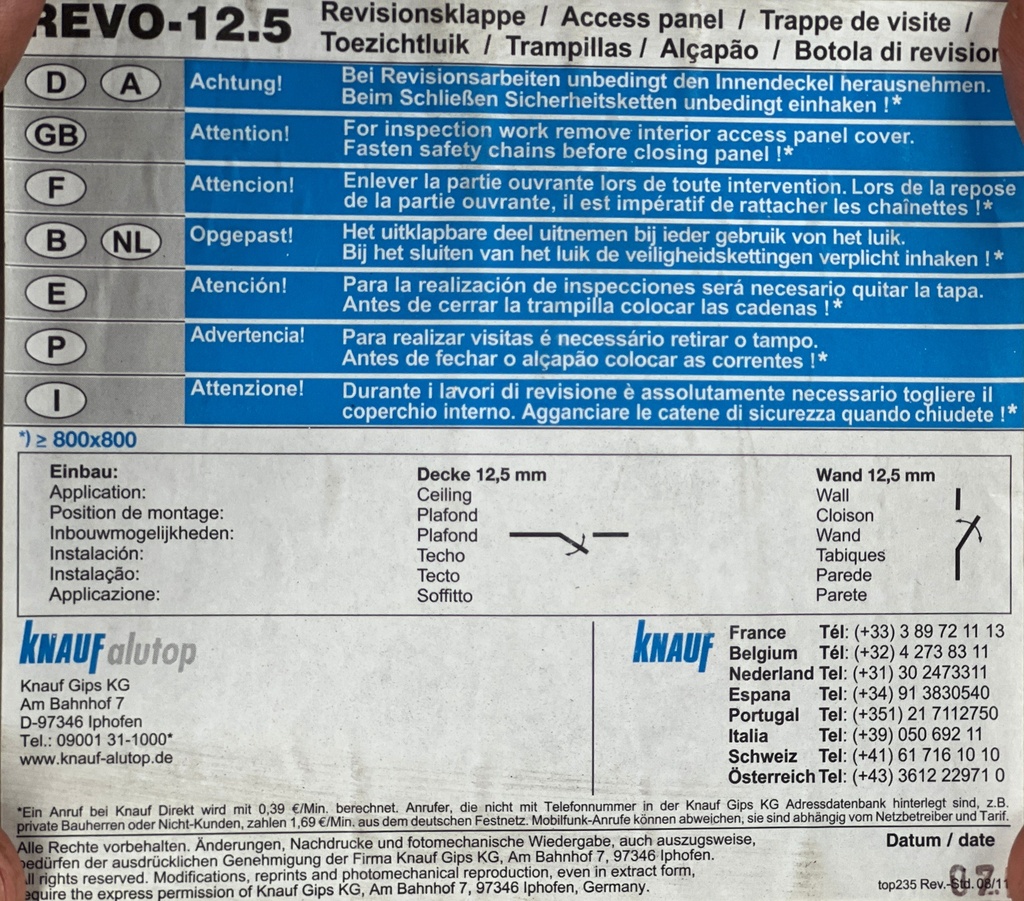 REVO-12.5
Revisionsklappe / Access panel / Trappe de visite /
Toezichtluik / Trampillas / Alçapão / Botola di revision
D A Achtung! Bei Revisionsarbeiten unbedingt den Innendeckel herausnehmen.
Beim Schließen Sicherheitsketten unbedingt einhaken !*
GB Attention! For inspection work remove interior access panel cover.
Fasten safety chains before closing panel !*
F Attencion! Enlever la partie ouvrante lors de toute intervention. Lors de la repose
de la partie ouvrante, il est impératif de rattacher les chaînettes !*
B NL Opgepast! Het uitklapbare deel uitnemen bij ieder gebruik von het luik.
Bij het sluiten van het luik de veiligheidskettingen verplicht inhaken !*
E Atención! Para la realización de inspecciones será necesario quitar la tapa.
Antes de cerrar la trampilla colocar las cadenas !*
P Advertencia! Para realizar visitas é necessário retirar o tampo.
Antes de fechar o alçapão colocar as correntes !*
I Attenzione! Durante i lavori di revisione è assolutamente necessario togliere il
coperchio interno. Agganciare le catene di sicurezza quando chiudete !*
*) ≥ 800x800
Einbau: Decke 12,5 mm Wand 12,5 mm
Application: Ceiling Wall
Position de montage: Plafond Cloison
Inbouwmogelijkheden: Plafond Wand
Instalación: Techo Tabiques
Instalação: Tecto Parede
Applicazione: Soffitto Parete
KNAUF alutop
Knauf Gips KG
Am Bahnhof 7
D-97346 Iphofen
Tel.: 09001 31-1000*
www.knauf-alutop.de
KNAUF
France Tél: (+33) 3 89 72 11 13
Belgium Tél: (+32) 4 273 83 11
Nederland Tel: (+31) 30 2473311
Espana Tel: (+34) 91 3830540
Portugal Tel: (+351) 21 7112750
Italia Tel: (+39) 050 692 11
Schweiz Tel: (+41) 61 716 10 10
Österreich Tel: (+43) 3612 22971 0
*Ein Anruf bei Knauf Direkt wird mit 0,39 €/Min. berechnet. Anrufer, die nicht mit Telefonnummer in der Knauf Gips KG Adressdatenbank hinterlegt sind, z.B.
private Bauherren oder Nicht-Kunden, zahlen 1,69 €/Min. aus dem deutschen Festnetz. Mobilfunk-Anrufe können abweichen, sie sind abhängig vom Netzbetreiber und Tarif.
Alle Rechte vorbehalten. Änderungen, Nachdrucke und fotomechanische Wiedergabe, auch auszugsweise,
bedürfen der ausdrücklichen Genehmigung der Firma Knauf Gips KG, Am Bahnhof 7, 97346 Iphofen.
All rights reserved. Modifications, reprints and photomechanical reproduction, even in extract form,
require the express permission of Knauf Gips KG, Am Bahnhof 7, 97346 Iphofen, Germany.
Datum / date
top235 Rev.-Std. 08/11